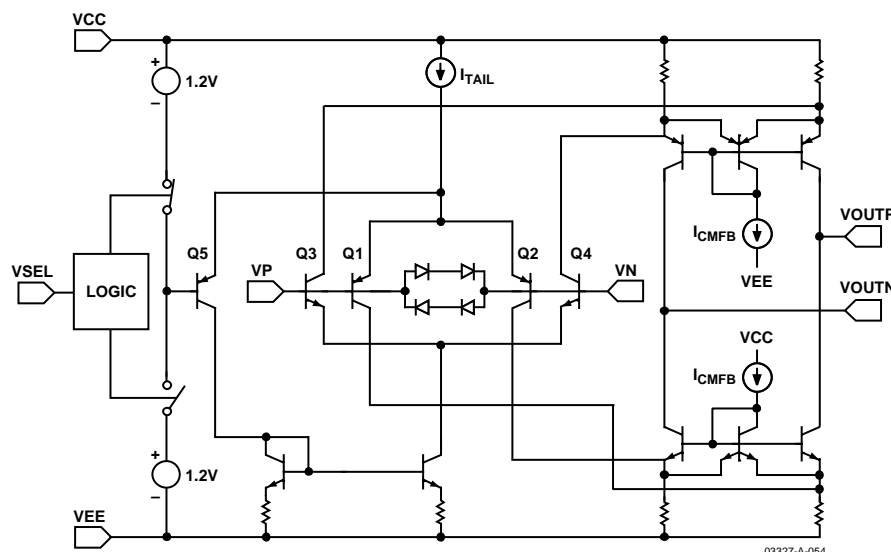 VCC
+
1.2V
–
I_TAIL
VOUTP
I_CMFB
VEE
Q5
Q3
Q1
Q2
Q4
VSEL
LOGIC
VP
VN
VOUTN
VCC
I_CMFB
+
1.2V
–
VEE
03327-A-054